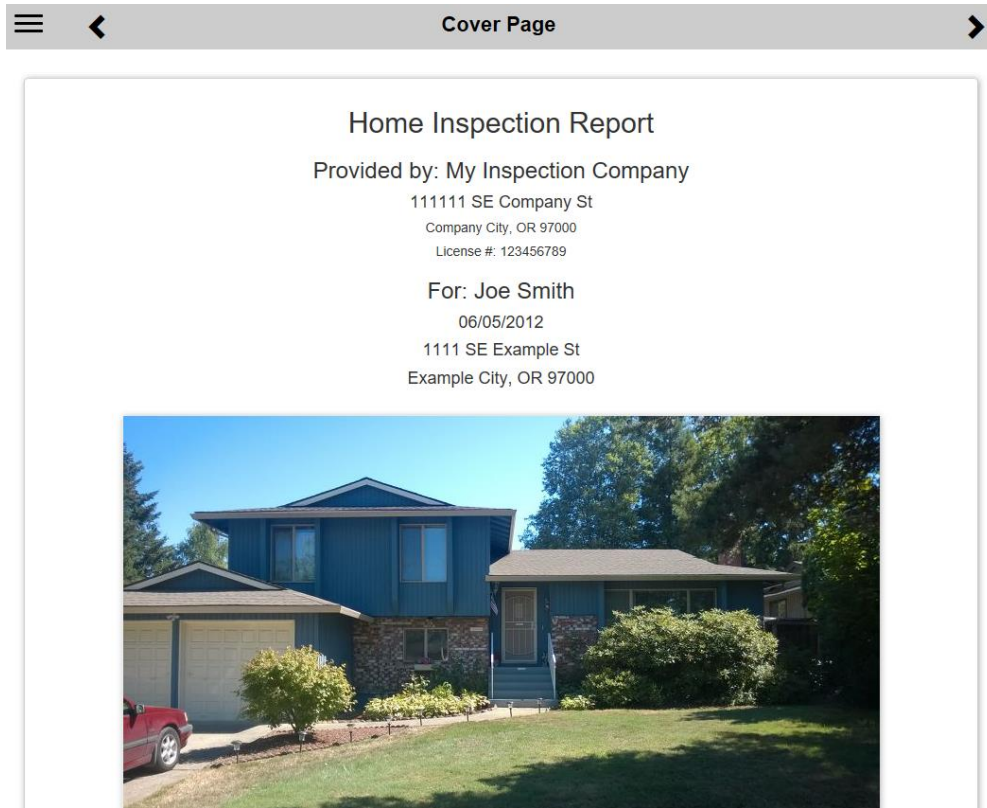 Cover Page
Home Inspection Report
Provided by: My Inspection Company
111111 SE Company St
Company City, OR 97000
License #: 123456789
For: Joe Smith
06/05/2012
1111 SE Example St
Example City, OR 97000